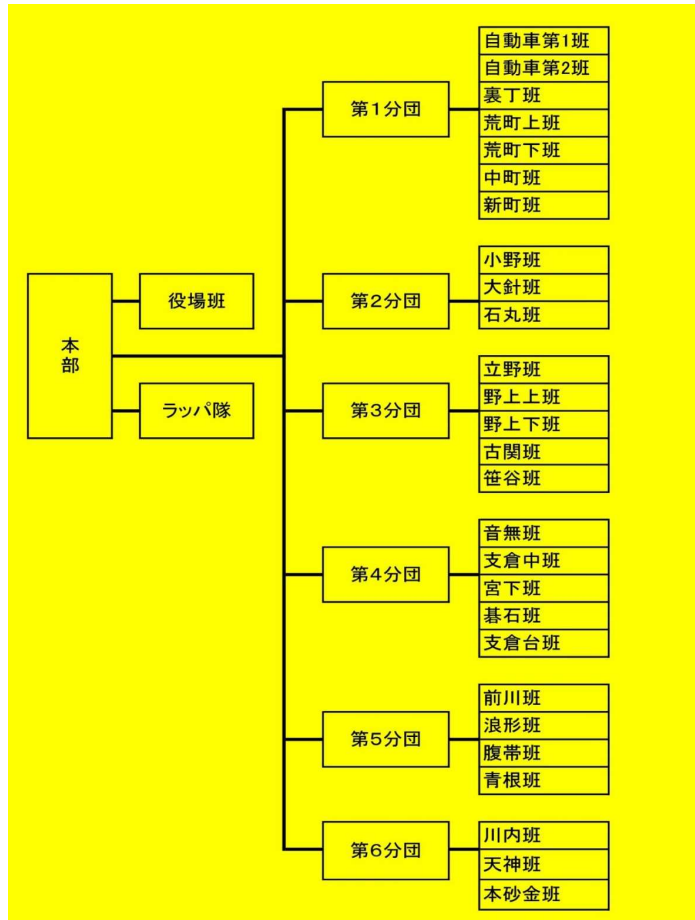 本部
役場班
ラッパ隊
第1分団
自動車第1班
自動車第2班
裏丁班
荒町上班
荒町下班
中町班
新町班
第2分団
小野班
大針班
石丸班
第3分団
立野班
野上上班
野上下班
古関班
笹谷班
第4分団
音無班
支倉中班
宮下班
碁石班
支倉台班
第5分団
前川班
浪形班
腹帯班
青根班
第6分団
川内班
天神班
本砂金班